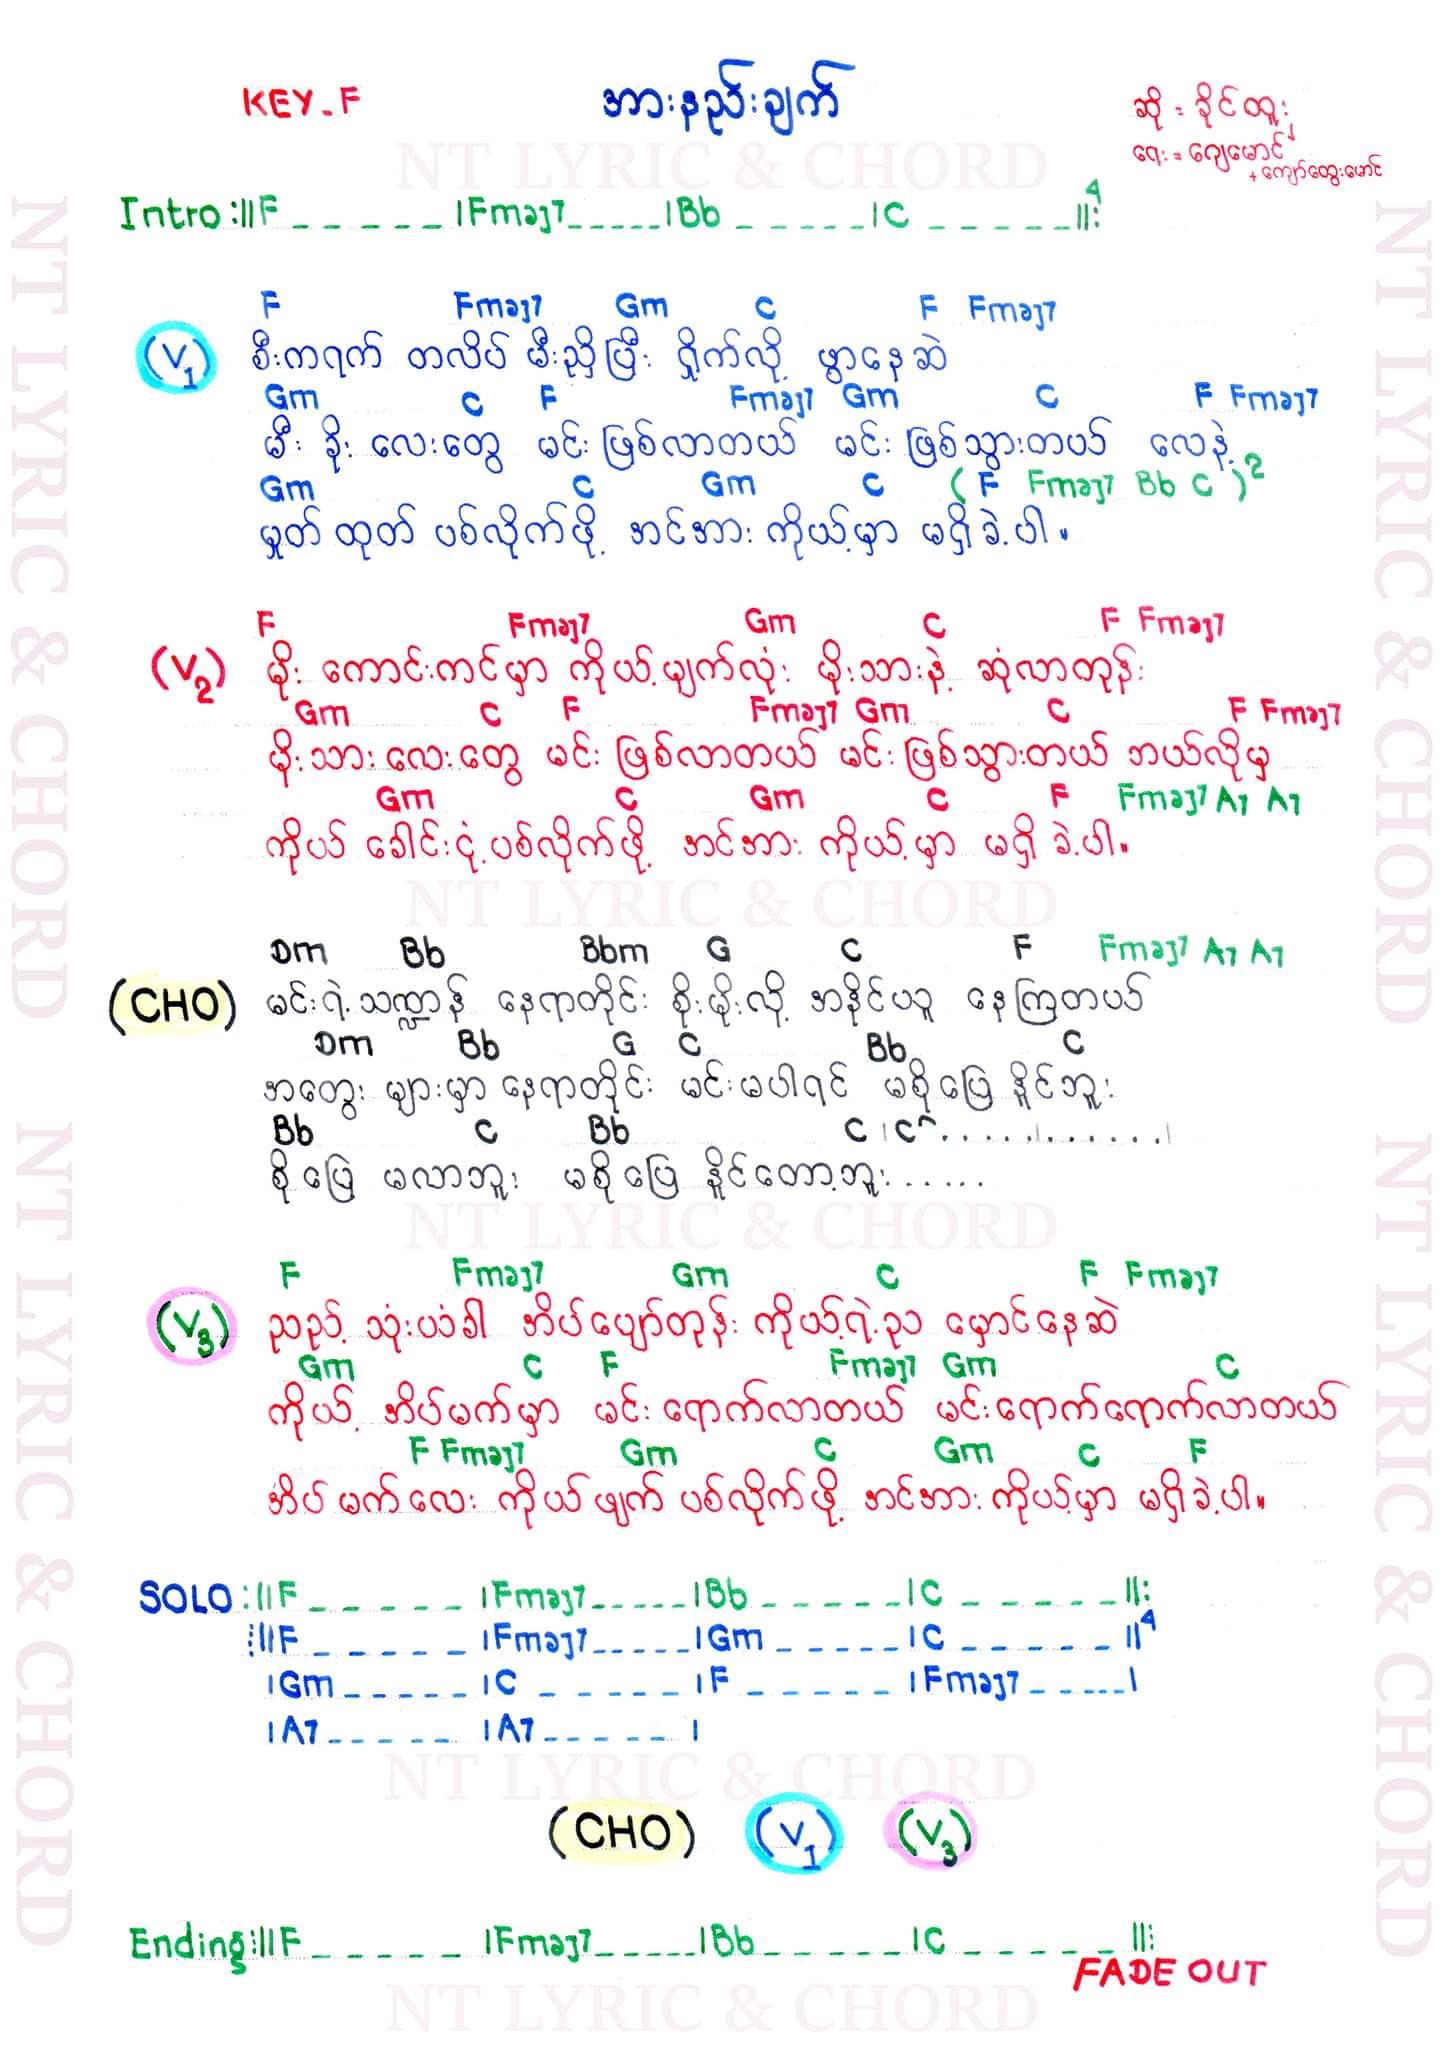 KEY-F
အားနည်းချက်
ဆို = ခိုင်ထူး
ရေး = ဂျေမောင်
+ ကျော်ထွေးမောင်
NT LYRIC & CHORD
Intro :||F _ _ _ _ _ |Fmaj7 _ _ _ _ _ |Bb _ _ _ _ _ |C _ _ _ _ _ ||: 4
F Fmaj7 Gm C F Fmaj7
(V1) စီးကရက် တလိပ် မီးညှိပြီး ရှိုက်လို့ ဖွာနေဆဲ
Gm C F Fmaj7 Gm C F Fmaj7
မီး ခိုး လေးတွေ မင်း ဖြစ်လာတယ် မင်း ဖြစ်သွားတယ် လေနဲ့
Gm C Gm C ( F Fmaj7 Bb C )2
မှုတ် ထုတ် ပစ်လိုက်ဖို့ အင်အား ကိုယ့်မှာ မရှိခဲ့ပါ။
F Fmaj7 Gm C F Fmaj7
(V2) မိုး ကောင်းကင်မှာ ကိုယ့်မျက်လုံး မိုးသားနဲ့ ဆုံလာတုန်း
Gm C F Fmaj7 Gm C F Fmaj7
မိုးသား လေးတွေ မင်း ဖြစ်လာတယ် မင်း ဖြစ်သွားတယ် ဘယ်လိုမှ
Gm C Gm C F Fmaj7 A7 A7
ကိုယ် ခေါင်းငုံ့ပစ်လိုက်ဖို့ အင်အား ကိုယ့်မှာ မရှိ ခဲ့ပါ။
NT LYRIC & CHORD
Dm Bb Bbm G C F Fmaj7 A7 A7
(CHO) မင်းရဲ့သဏ္ဍာန် နေရာတိုင်း စိုးမိုးလို့ အနိုင်ယူ နေကြတယ်
Dm Bb G C Bb C
အတွေး များမှာ နေရာတိုင်း မင်းမပါရင် မစိုပြေ နိုင်ဘူး
Bb C Bb C |C^.....|......|
စိုပြေ မလာဘူး မစိုပြေ နိုင်တော့ဘူး......
NT LYRIC & CHORD
F Fmaj7 Gm C F Fmaj7
(V3) ညည့် သုံးယံခါ အိပ်ပျော်တုန်း ကိုယ့်ရဲ့ည မှောင်နေဆဲ
Gm C F Fmaj7 Gm C
ကိုယ့် အိပ်မက်မှာ မင်း ရောက်လာတယ် မင်းရောက်ရောက်လာတယ်
F Fmaj7 Gm C Gm C F
အိပ် မက်လေး ကိုယ်ဖျက် ပစ်လိုက်ဖို့ အင်အား ကိုယ့်မှာ မရှိခဲ့ပါ။
SOLO :||F _ _ _ _ _ |Fmaj7 _ _ _ _ _ |Bb _ _ _ _ _ |C _ _ _ _ _ ||:
:||F _ _ _ _ _ |Fmaj7 _ _ _ _ _ |Gm _ _ _ _ _ |C _ _ _ _ _ ||4
|Gm _ _ _ _ _ |C _ _ _ _ _ |F _ _ _ _ _ |Fmaj7 _ _ _ _ _ |
|A7 _ _ _ _ _ |A7 _ _ _ _ _ |
NT LYRIC & CHORD
(CHO) (V1) (V3)
Ending:||F _ _ _ _ _ |Fmaj7 _ _ _ _ _ |Bb _ _ _ _ _ |C _ _ _ _ _ ||:
FADE OUT
NT LYRIC & CHORD
NT LYRIC & CHORD
NT LYRIC & CHORD
NT LYRIC & CHORD
NT LYRIC & CHORD